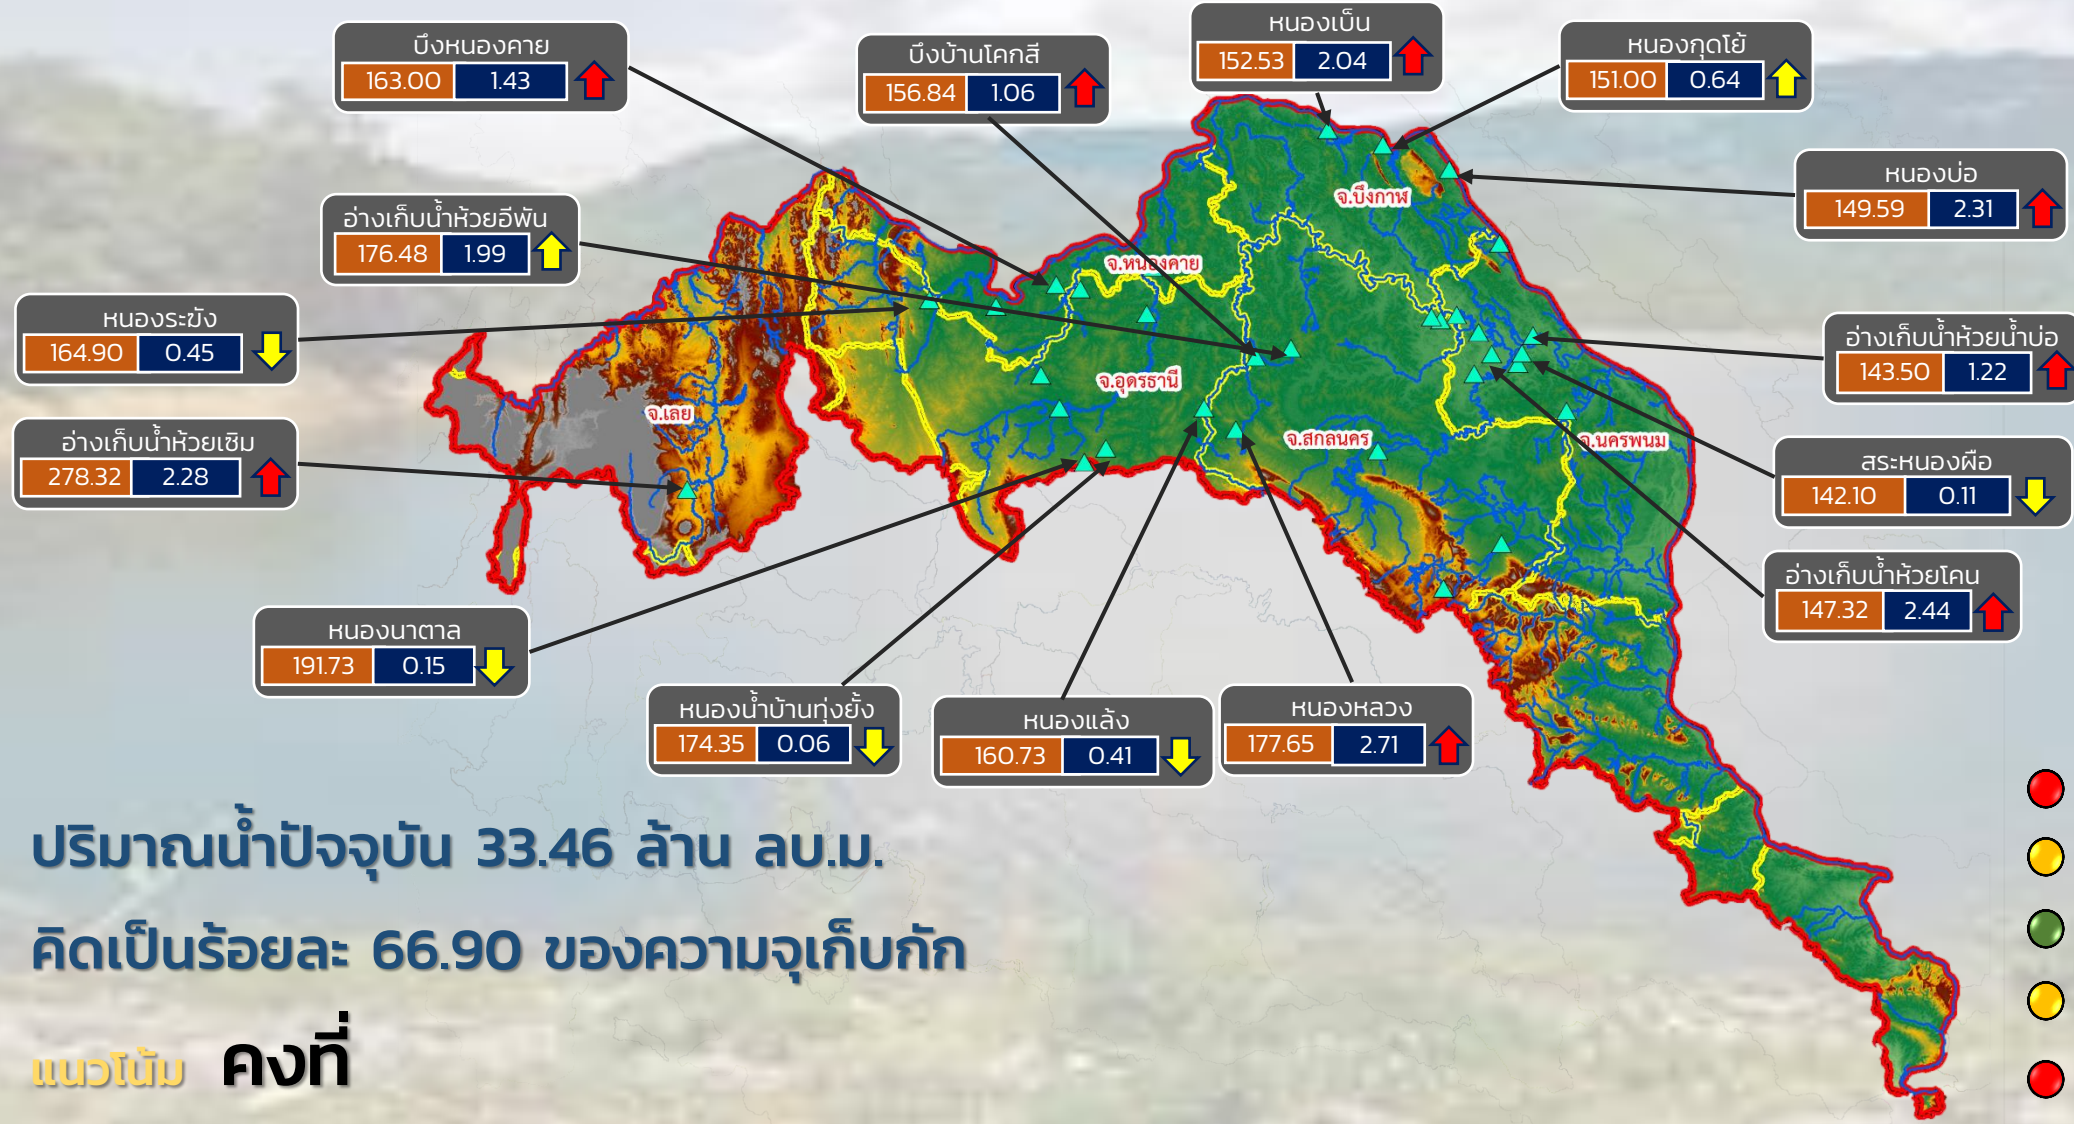 หนองเบ็น
152.53 2.04
บึงหนองคาย
163.00 1.43
บึงบ้านโคกสี
156.84 1.06
หนองกุดโย้
151.00 0.64
หนองบ่อ
149.59 2.31
จ.บึงกาฬ
อ่างเก็บน้ำห้วยอีพัน
176.48 1.99
จ.หนองคาย
หนองระฆัง
164.90 0.45
อ่างเก็บน้ำห้วยน้ำบ่อ
143.50 1.22
จ.อุดรธานี
จ.เลย
จ.สกลนคร
จ.นครพนม
อ่างเก็บน้ำห้วยเซิม
278.32 2.28
สระหนองผือ
142.10 0.11
อ่างเก็บน้ำห้วยโคน
147.32 2.44
หนองนาตาล
191.73 0.15
หนองน้ำบ้านทุ่งยั้ง
174.35 0.06
หนองแล้ง
160.73 0.41
หนองหลวง
177.65 2.71
ปริมาณน้ำปัจจุบัน 33.46 ล้าน ลบ.ม.
คิดเป็นร้อยละ 66.90 ของความจุเก็บกัก
แนวโน้ม คงที่